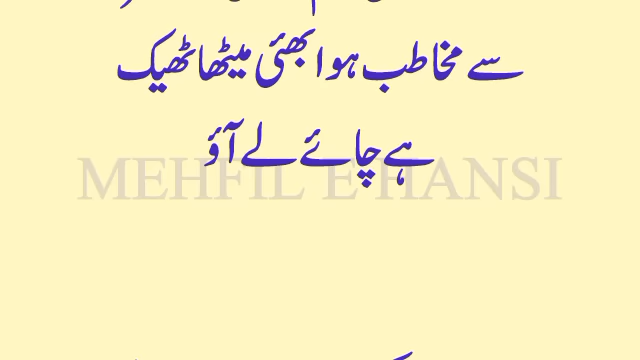 سے مخاطب ہوا بھئی میٹھا ٹھیک
ہے چائے لے آؤ
MEHFIL E HANSI